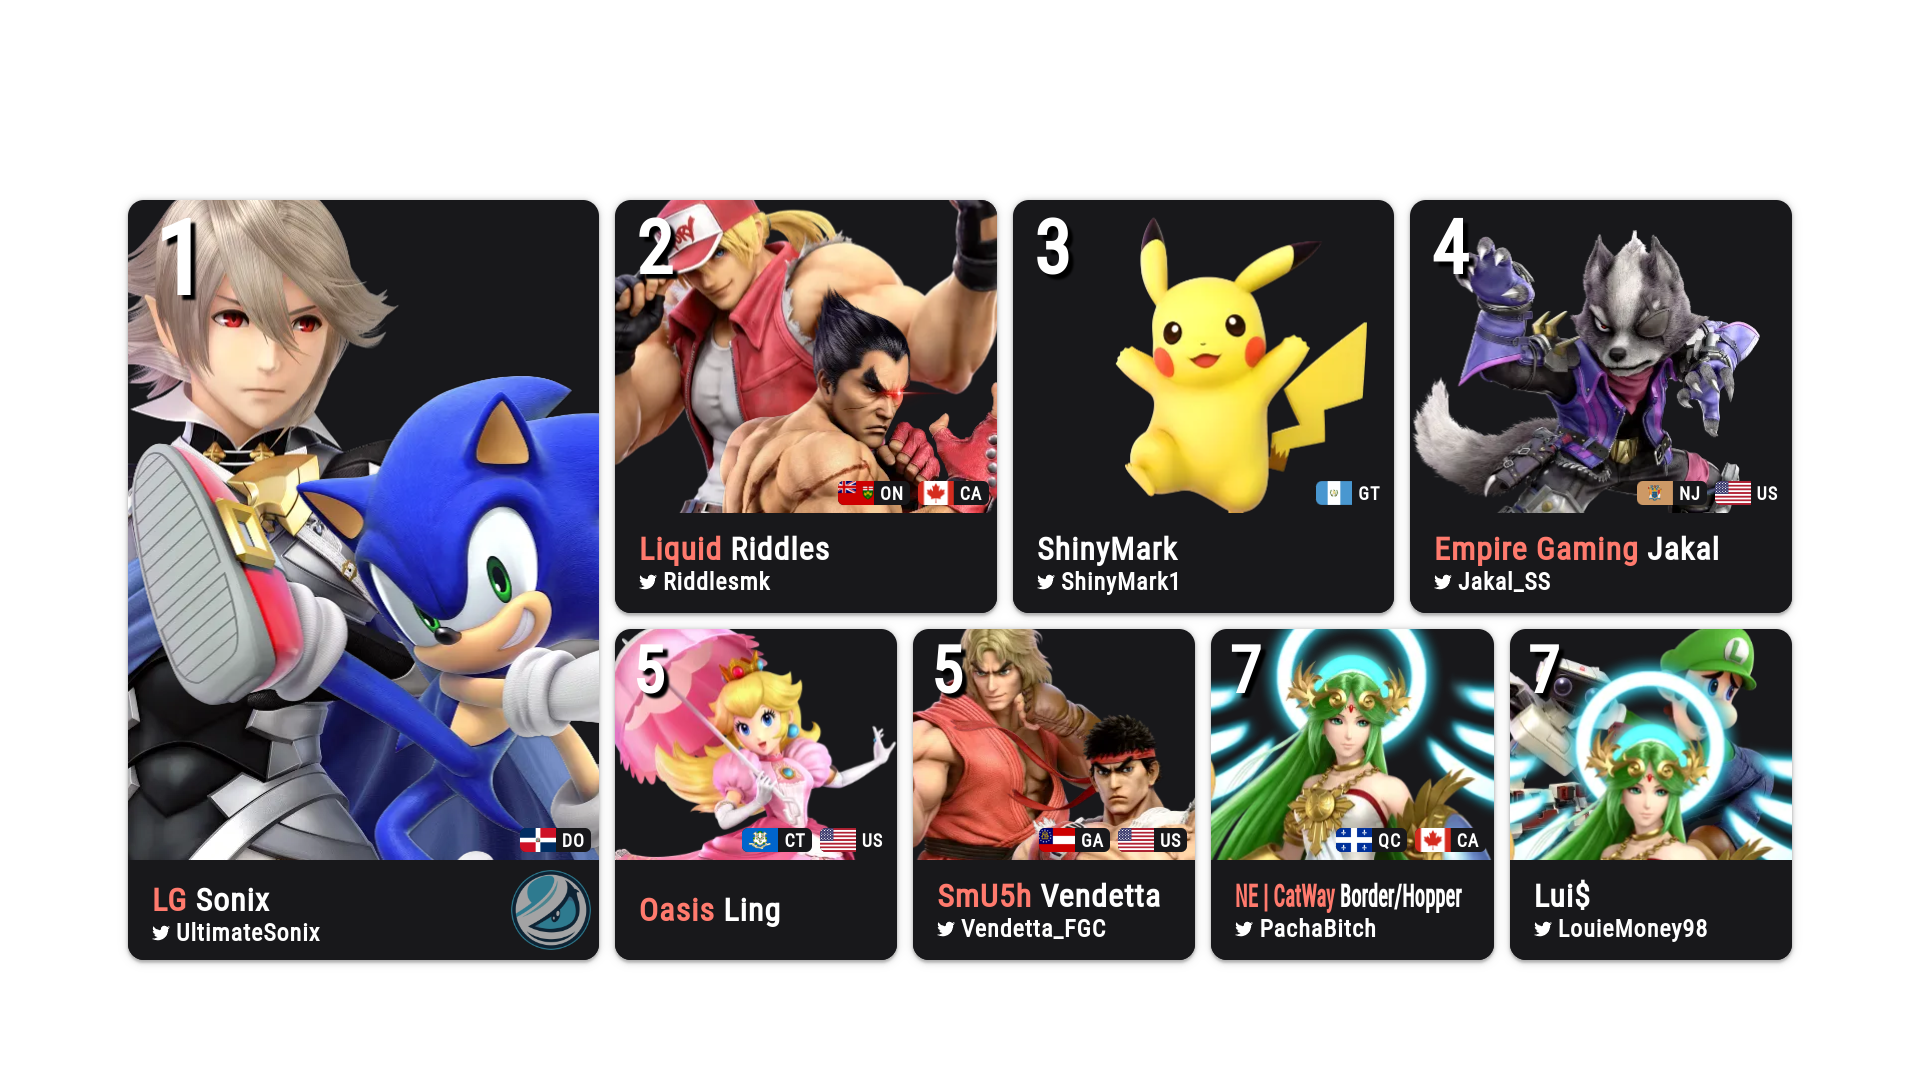 1
DO
LG Sonix
UltimateSonix
2
ON CA
Liquid Riddles
Riddlesmk
3
GT
ShinyMark
ShinyMark1
4
NJ US
Empire Gaming Jakal
Jakal_SS
5
CT US
Oasis Ling
5
GA US
SmU5h Vendetta
Vendetta_FGC
7
QC CA
NE | CatWay Border/Hopper
PachaBitch
7
L
Lui$
LouieMoney98